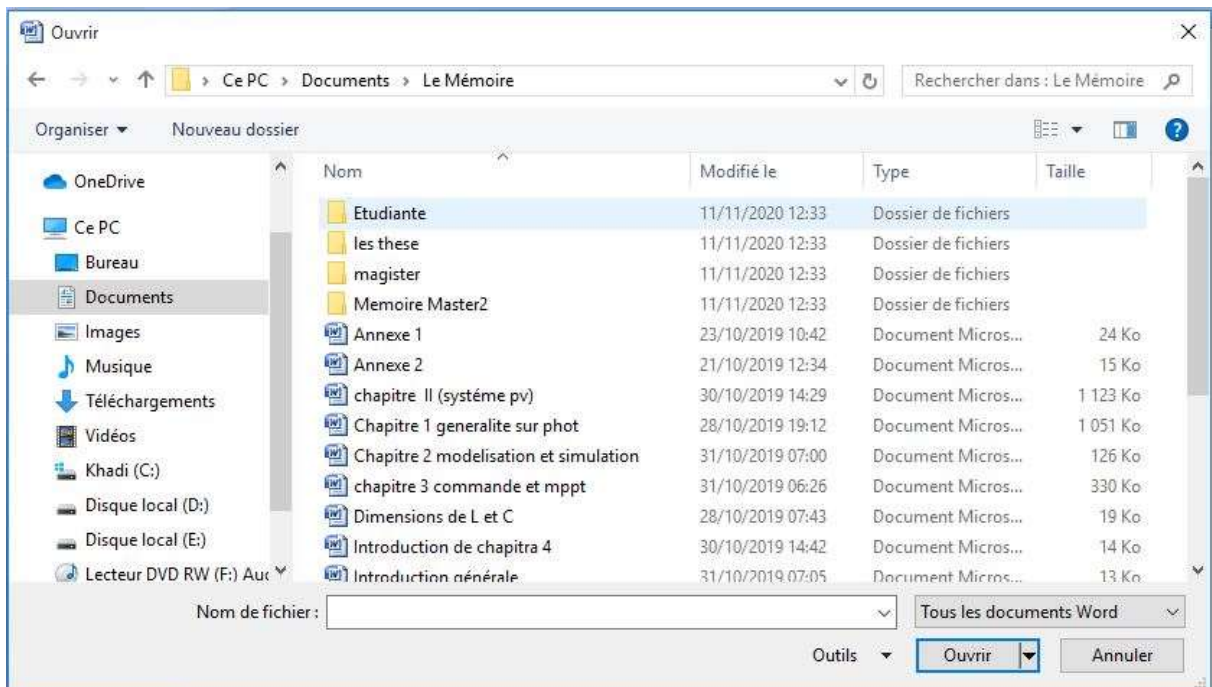 Ouvrir
Ce PC > Documents > Le Mémoire
Rechercher dans : Le Mémoire
Organiser
Nouveau dossier
Nom Modifié le Type Taille
OneDrive
Ce PC
Bureau
Documents
Images
Musique
Téléchargements
Vidéos
Khadi (C:)
Disque local (D:)
Disque local (E:)
Lecteur DVD RW (F:) Auc
Etudiante 11/11/2020 12:33 Dossier de fichiers
les these 11/11/2020 12:33 Dossier de fichiers
magister 11/11/2020 12:33 Dossier de fichiers
Memoire Master2 11/11/2020 12:33 Dossier de fichiers
Annexe 1 23/10/2019 10:42 Document Micros... 24 Ko
Annexe 2 21/10/2019 12:34 Document Micros... 15 Ko
chapitre II (systéme pv) 30/10/2019 14:29 Document Micros... 1 123 Ko
Chapitre 1 generalite sur phot 28/10/2019 19:12 Document Micros... 1 051 Ko
Chapitre 2 modelisation et simulation 31/10/2019 07:00 Document Micros... 126 Ko
chapitre 3 commande et mppt 31/10/2019 06:26 Document Micros... 330 Ko
Dimensions de L et C 28/10/2019 07:43 Document Micros... 19 Ko
Introduction de chapitra 4 30/10/2019 14:42 Document Micros... 14 Ko
Introduction générale 31/10/2019 07:05 Document Micros... 13 Ko
Nom de fichier :
Tous les documents Word
Outils
Ouvrir
Annuler